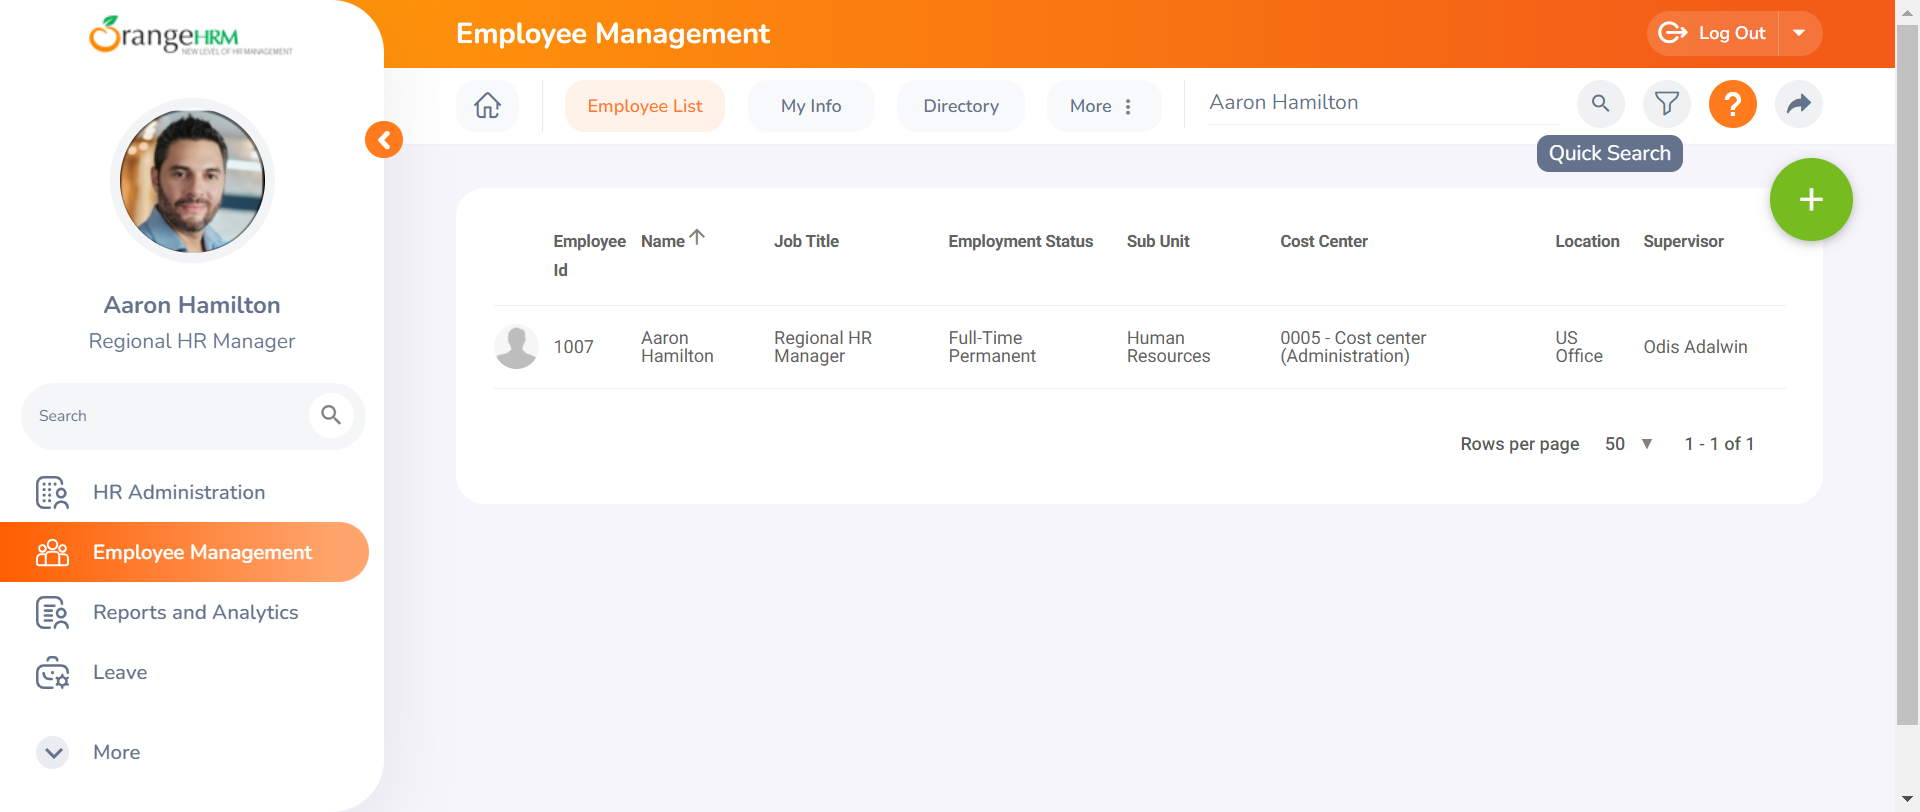 OrangeHRM
NEW LEVEL OF HR MANAGEMENT
Employee Management
Log Out
Employee List
My Info
Directory
More
Aaron Hamilton
?
Quick Search
+
Aaron Hamilton
Regional HR Manager
Search
HR Administration
Employee Management
Reports and Analytics
Leave
More
Employee Id Name Job Title Employment Status Sub Unit Cost Center Location Supervisor
1007 Aaron Hamilton Regional HR Manager Full-Time Permanent Human Resources 0005 - Cost center (Administration) US Office Odis Adalwin
Rows per page 50 1 - 1 of 1